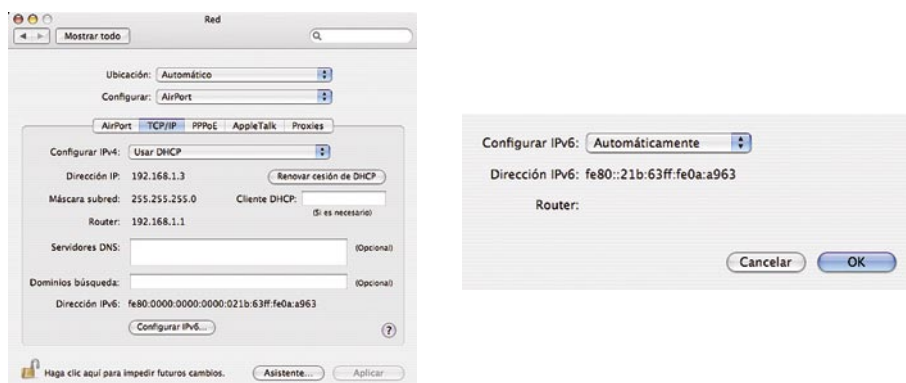 Red
Mostrar todo
Ubicación: Automático
Configurar: AirPort
AirPort TCP/IP PPPoE AppleTalk Proxies
Configurar IPv4: Usar DHCP
Dirección IP: 192.168.1.3 Renovar cesión de DHCP
Máscara subred: 255.255.255.0 Cliente DHCP:
(Si es necesario)
Router: 192.168.1.1
Servidores DNS: (Opcional)
Dominios búsqueda: (Opcional)
Dirección IPv6: fe80:0000:0000:0000:021b:63ff:fe0a:a963
Configurar IPv6... ?
Haga clic aquí para impedir futuros cambios. Asistente... Aplicar
Configurar IPv6: Automáticamente
Dirección IPv6: fe80::21b:63ff:fe0a:a963
Router:
Cancelar OK